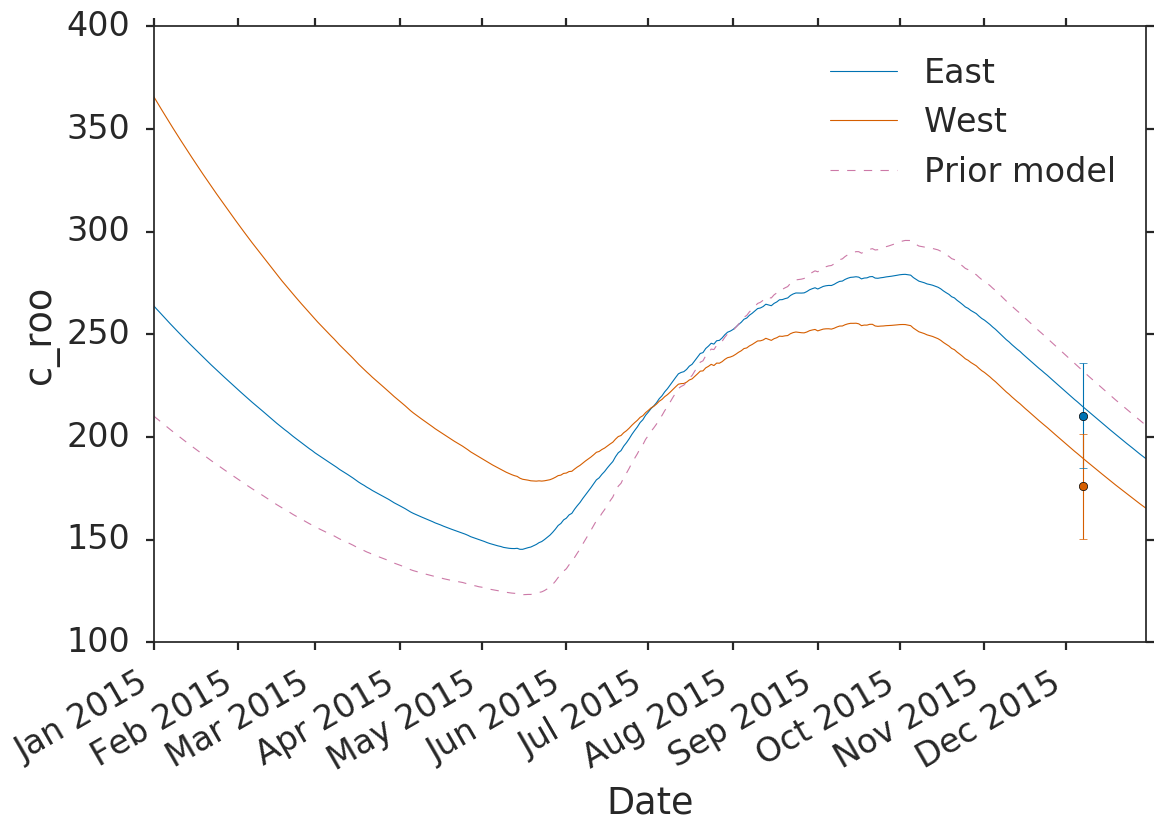 400
350
300
250
200
150
100
c_roo
East
West
Prior model
Jan 2015
Feb 2015
Mar 2015
Apr 2015
May 2015
Jun 2015
Jul 2015
Aug 2015
Sep 2015
Oct 2015
Nov 2015
Dec 2015
Date